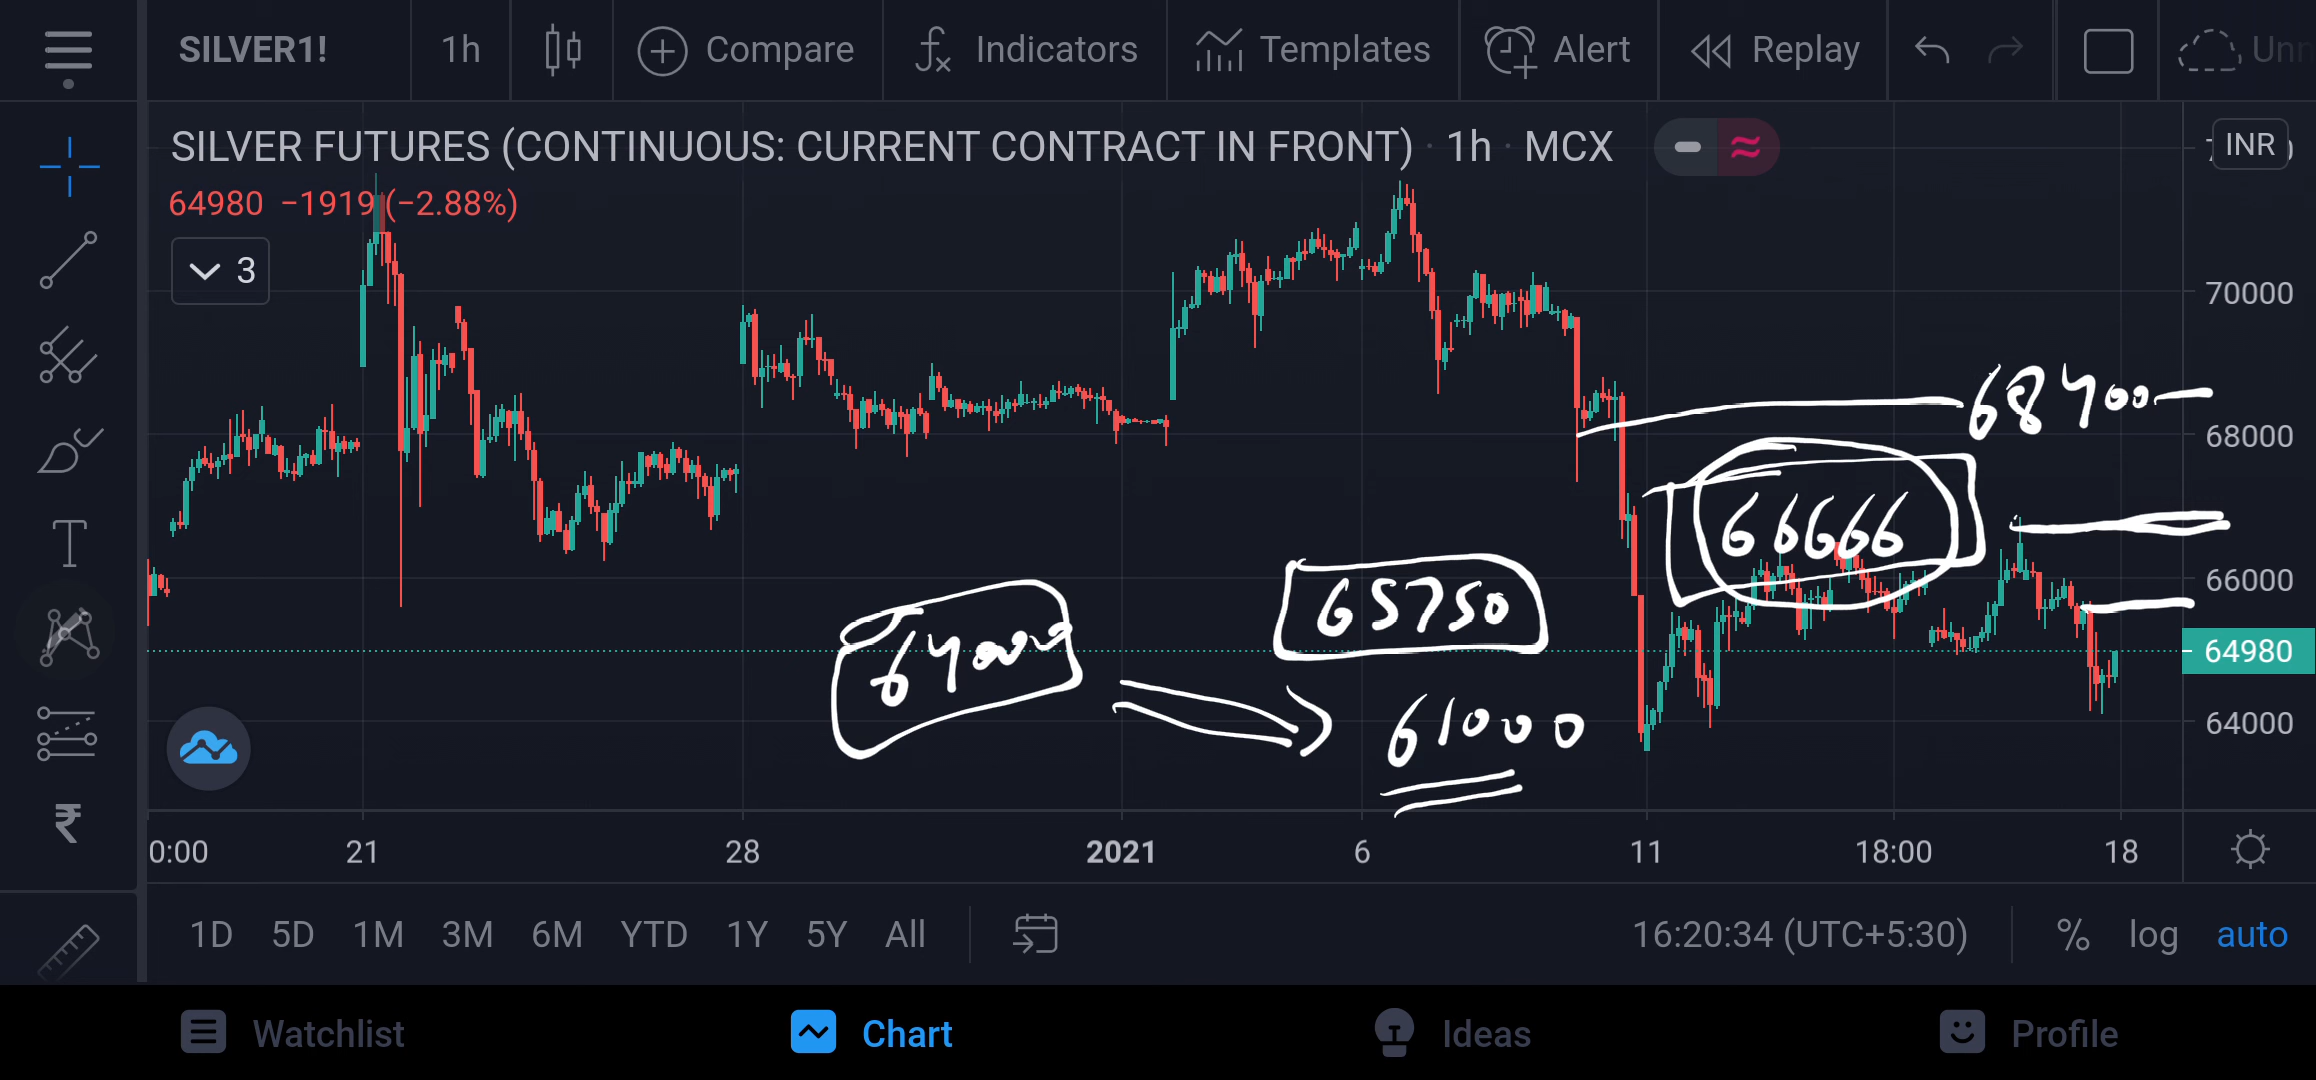 SILVER1! 1h Compare Indicators Templates Alert Replay
SILVER FUTURES (CONTINUOUS: CURRENT CONTRACT IN FRONT) · 1h · MCX
INR
64980 −1919 (−2.88%)
3
70000
68400
68000
66666
66000
65750
64000
64980
61000
64000
0:00 21 28 2021 6 11 18:00 18
1D 5D 1M 3M 6M YTD 1Y 5Y All 16:20:34 (UTC+5:30) % log auto
Watchlist Chart Ideas Profile